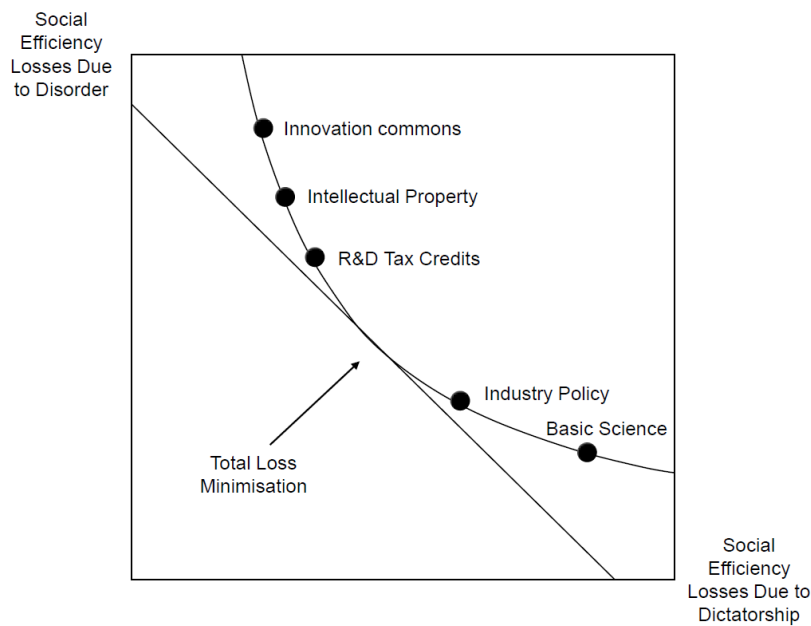 Social
Efficiency
Losses Due
to Disorder
Innovation commons
Intellectual Property
R&D Tax Credits
Industry Policy
Basic Science
Total Loss
Minimisation
Social
Efficiency
Losses Due to
Dictatorship